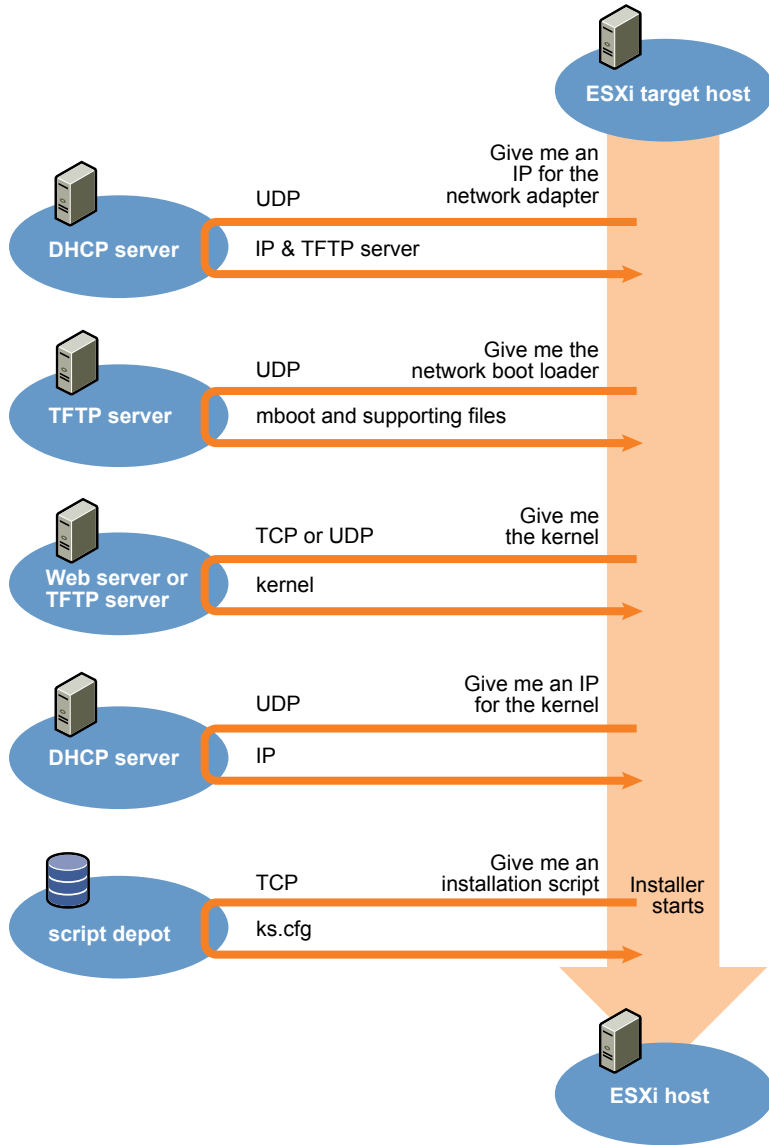 ESXi target host
Give me an
IP for the
network adapter
UDP
DHCP server
IP & TFTP server
Give me the
network boot loader
UDP
TFTP server
mboot and supporting files
Give me
the kernel
TCP or UDP
Web server or
TFTP server
kernel
Give me an IP
for the kernel
UDP
DHCP server
IP
Give me an
installation script
TCP
Installer
starts
script depot
ks.cfg
ESXi host